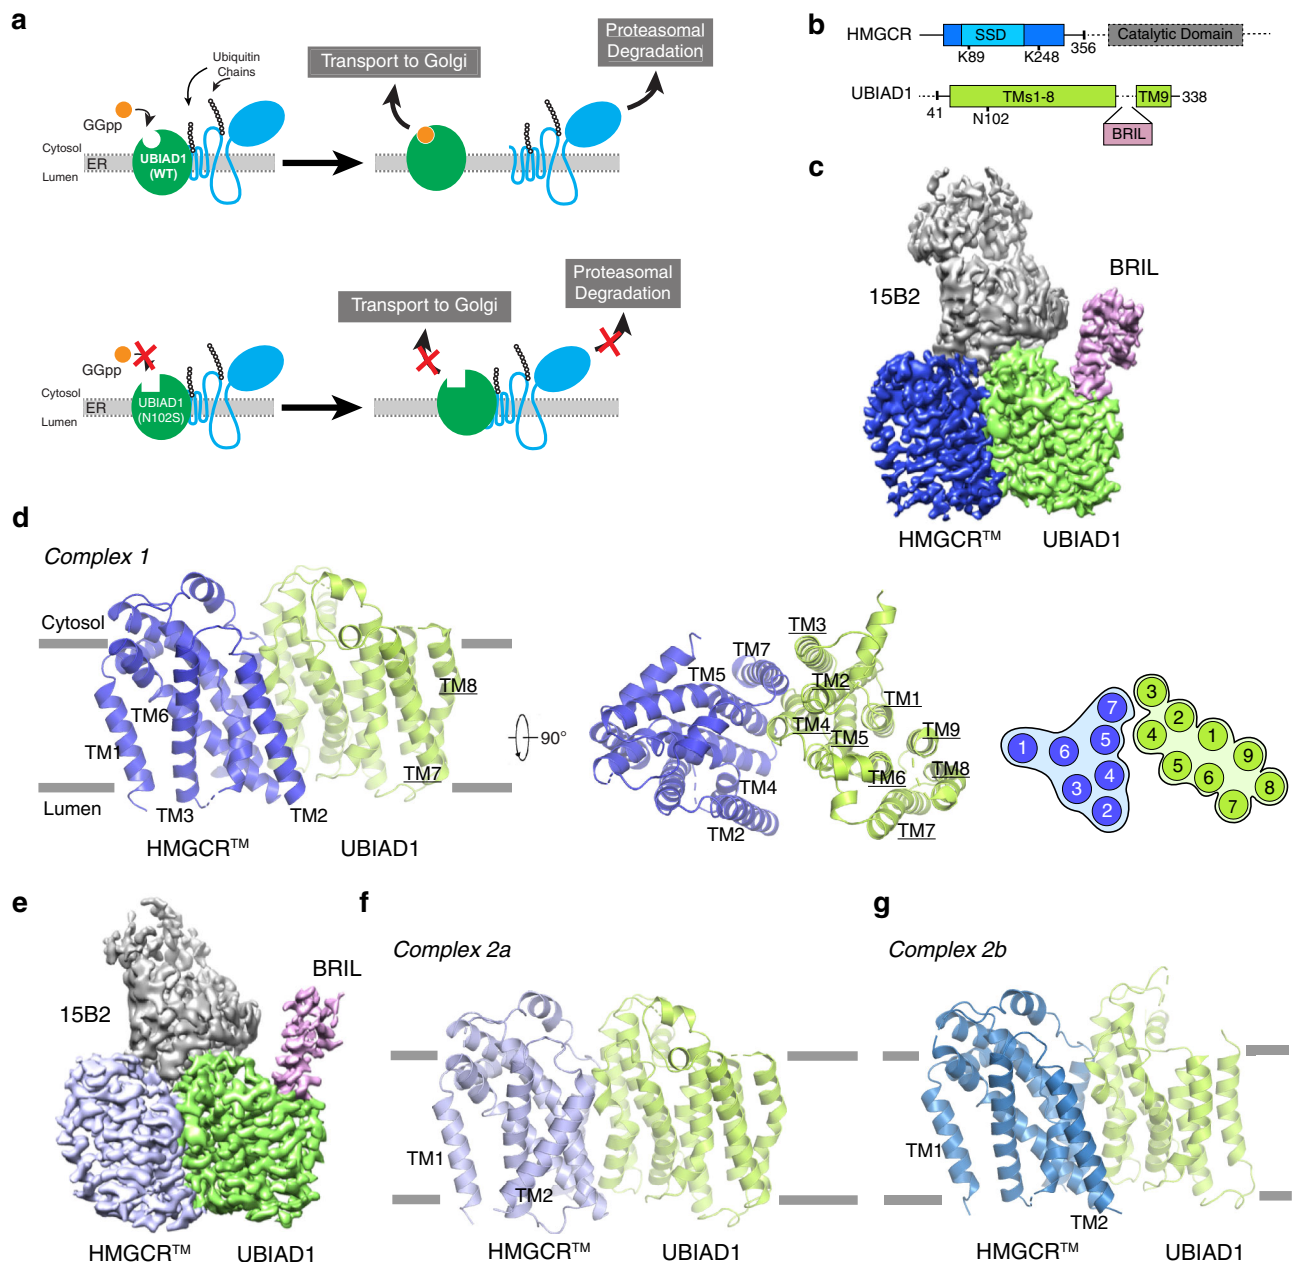 a
Ubiquitin
Chains
GGpp
Cytosol
ER
Lumen
UBIAD1
(WT)
Transport to Golgi
Proteasomal
Degradation
GGpp
Cytosol
ER
Lumen
UBIAD1
(N102S)
Transport to Golgi
Proteasomal
Degradation
b
HMGCR
SSD
K89
K248
356
Catalytic Domain
UBIAD1
41
TMs1-8
N102
TM9
338
BRIL
c
15B2
BRIL
HMGCR™
UBIAD1
d
Complex 1
Cytosol
Lumen
TM6
TM1
TM3
TM2
TM8
TM7
HMGCR™
UBIAD1
90°
TM3
TM7
TM5
TM2
TM1
TM4
TM5
TM9
TM6
TM8
TM4
TM2
TM7
1
6
7
5
3
4
2
3
2
4
1
5
6
9
7
8
e
15B2
BRIL
HMGCR™
UBIAD1
f
Complex 2a
TM1
TM2
HMGCR™
UBIAD1
g
Complex 2b
TM1
TM2
HMGCR™
UBIAD1